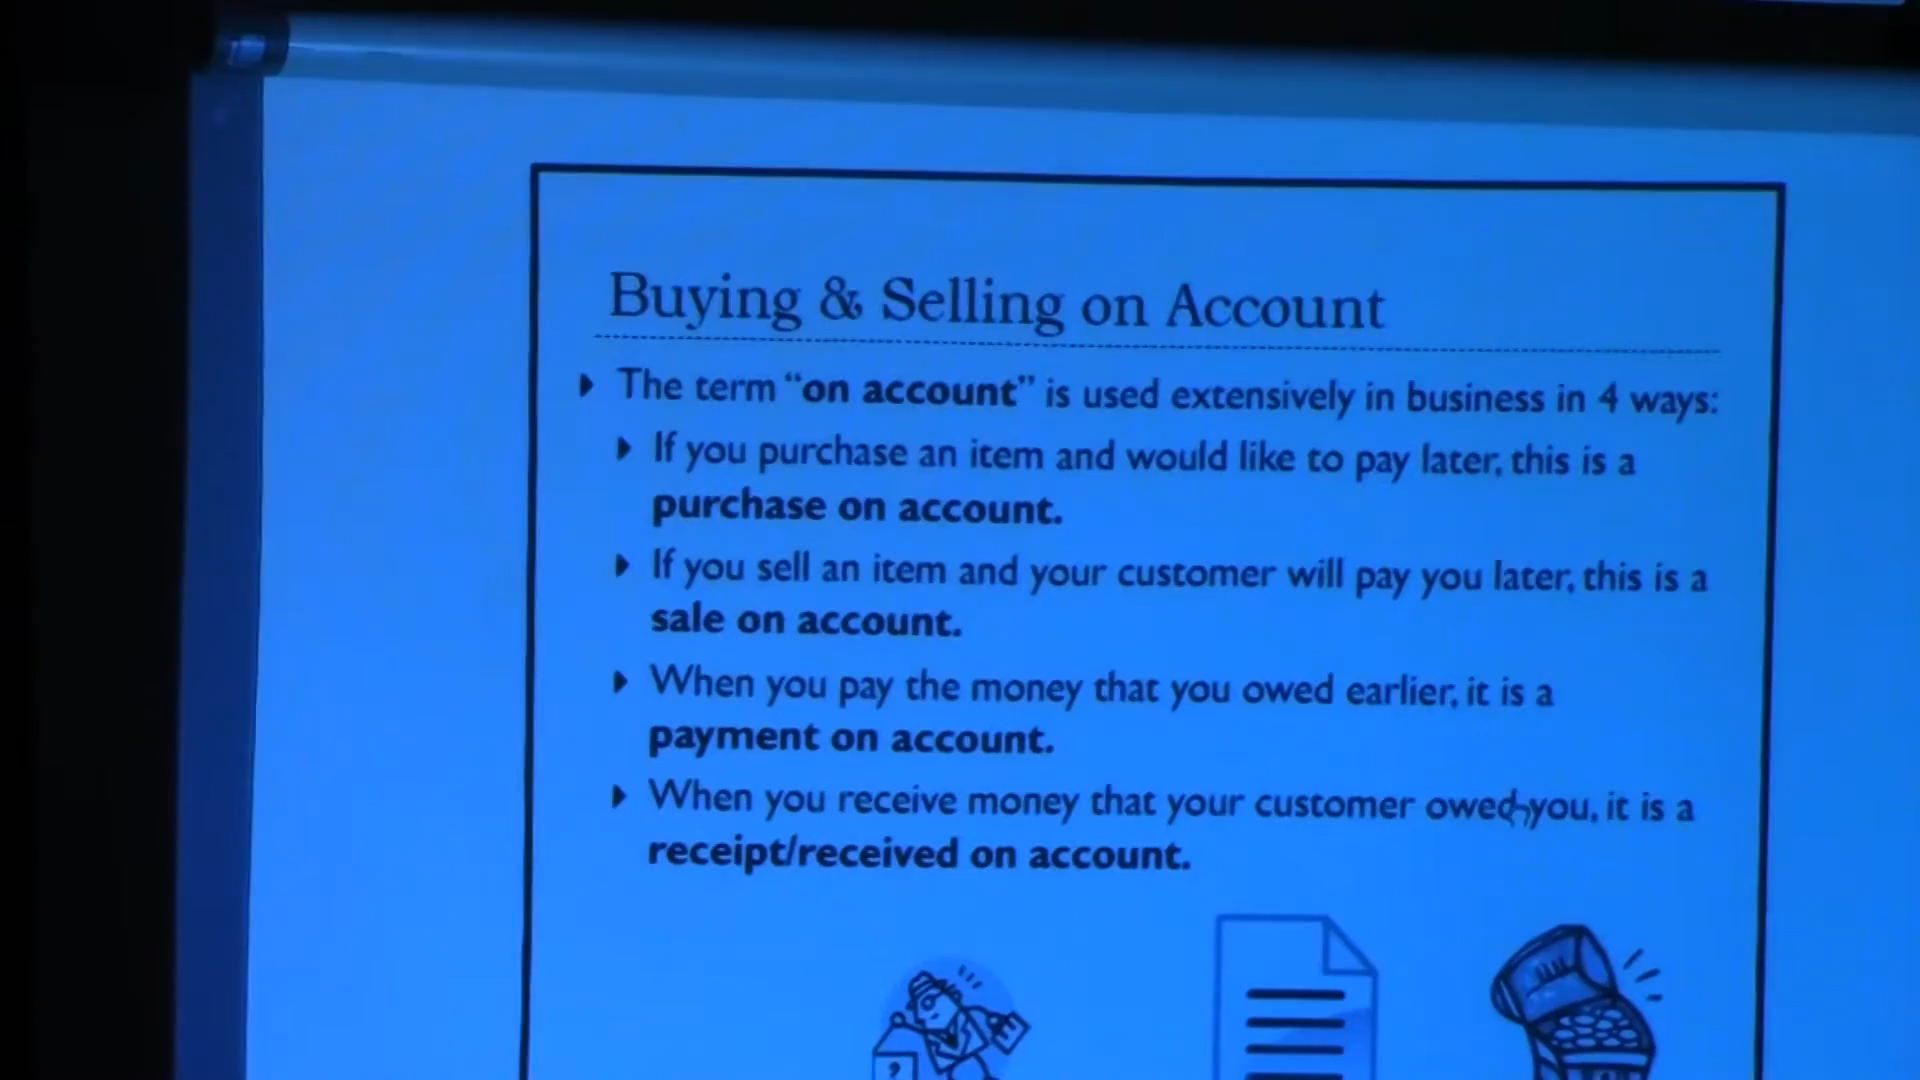 Buying & Selling on Account
The term “on account” is used extensively in business in 4 ways:
If you purchase an item and would like to pay later, this is a
purchase on account.
If you sell an item and your customer will pay you later, this is a
sale on account.
When you pay the money that you owed earlier, it is a
payment on account.
When you receive money that your customer owed you, it is a
receipt/received on account.
?